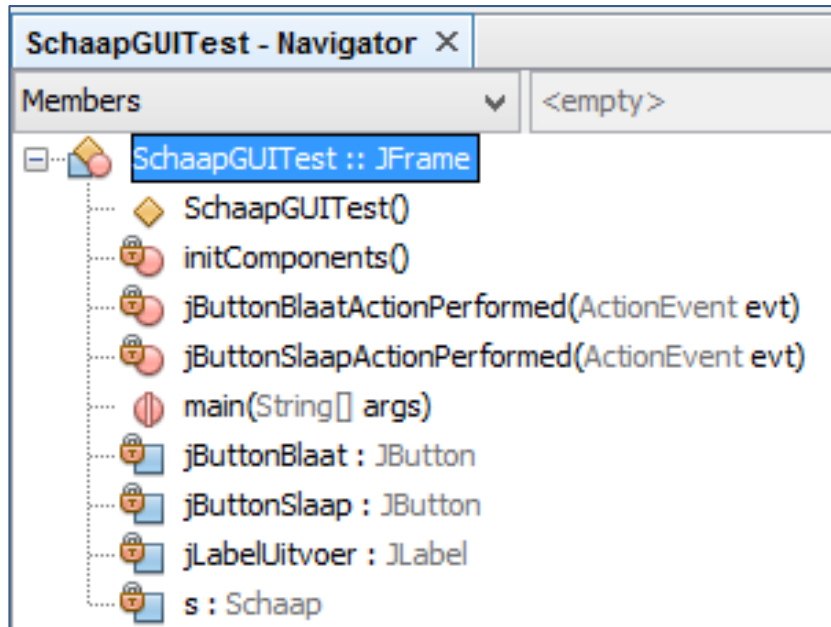 SchaapGUITest - Navigator ×
Members <empty>
SchaapGUITest :: JFrame
SchaapGUITest()
initComponents()
jButtonBlaatActionPerformed(ActionEvent evt)
jButtonSlaapActionPerformed(ActionEvent evt)
main(String[] args)
jButtonBlaat : JButton
jButtonSlaap : JButton
jLabelUitvoer : JLabel
s : Schaap